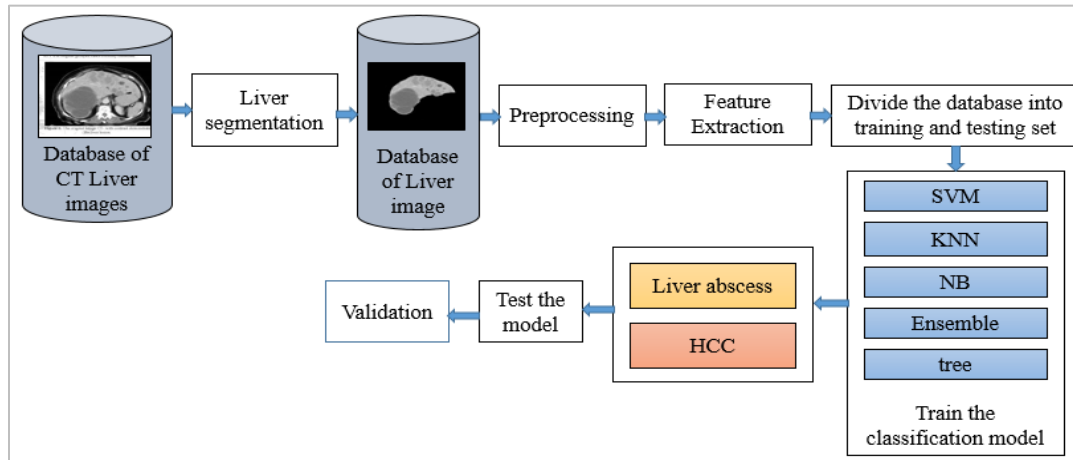 Database of
CT Liver
images
Liver
segmentation
Database
of Liver
image
Preprocessing
Feature
Extraction
Divide the database into
training and testing set
SVM
KNN
NB
Ensemble
tree
Train the
classification model
Liver abscess
HCC
Test the
model
Validation